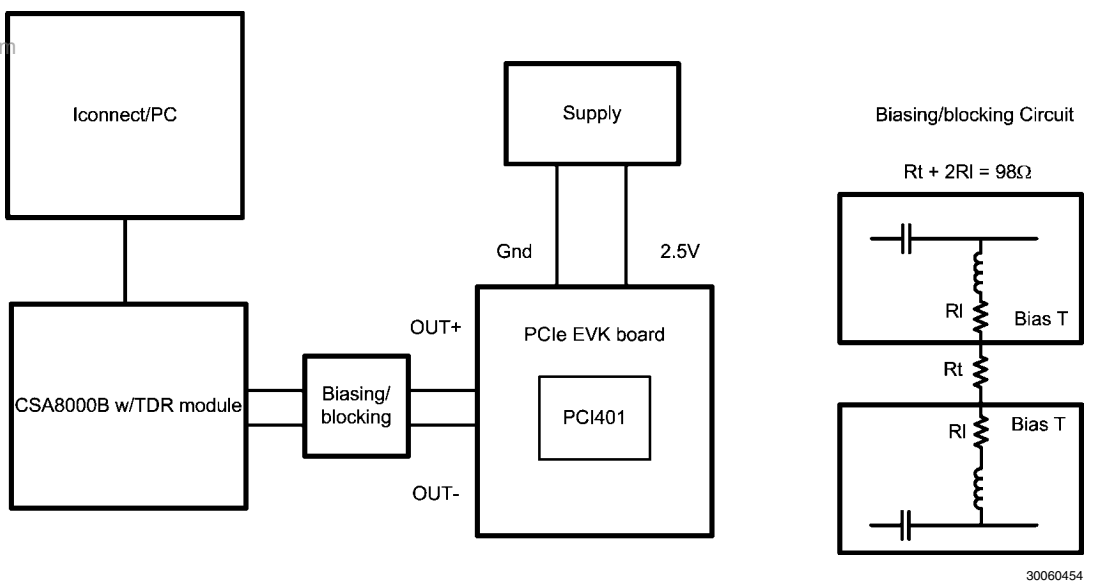 m
Iconnect/PC
Supply
Biasing/blocking Circuit
Rt + 2Rl = 98Ω
Gnd
2.5V
OUT+
PCIe EVK board
Rl
Bias T
Rt
CSA8000B w/TDR module
Biasing/
blocking
PCI401
Rl
Bias T
OUT-
30060454